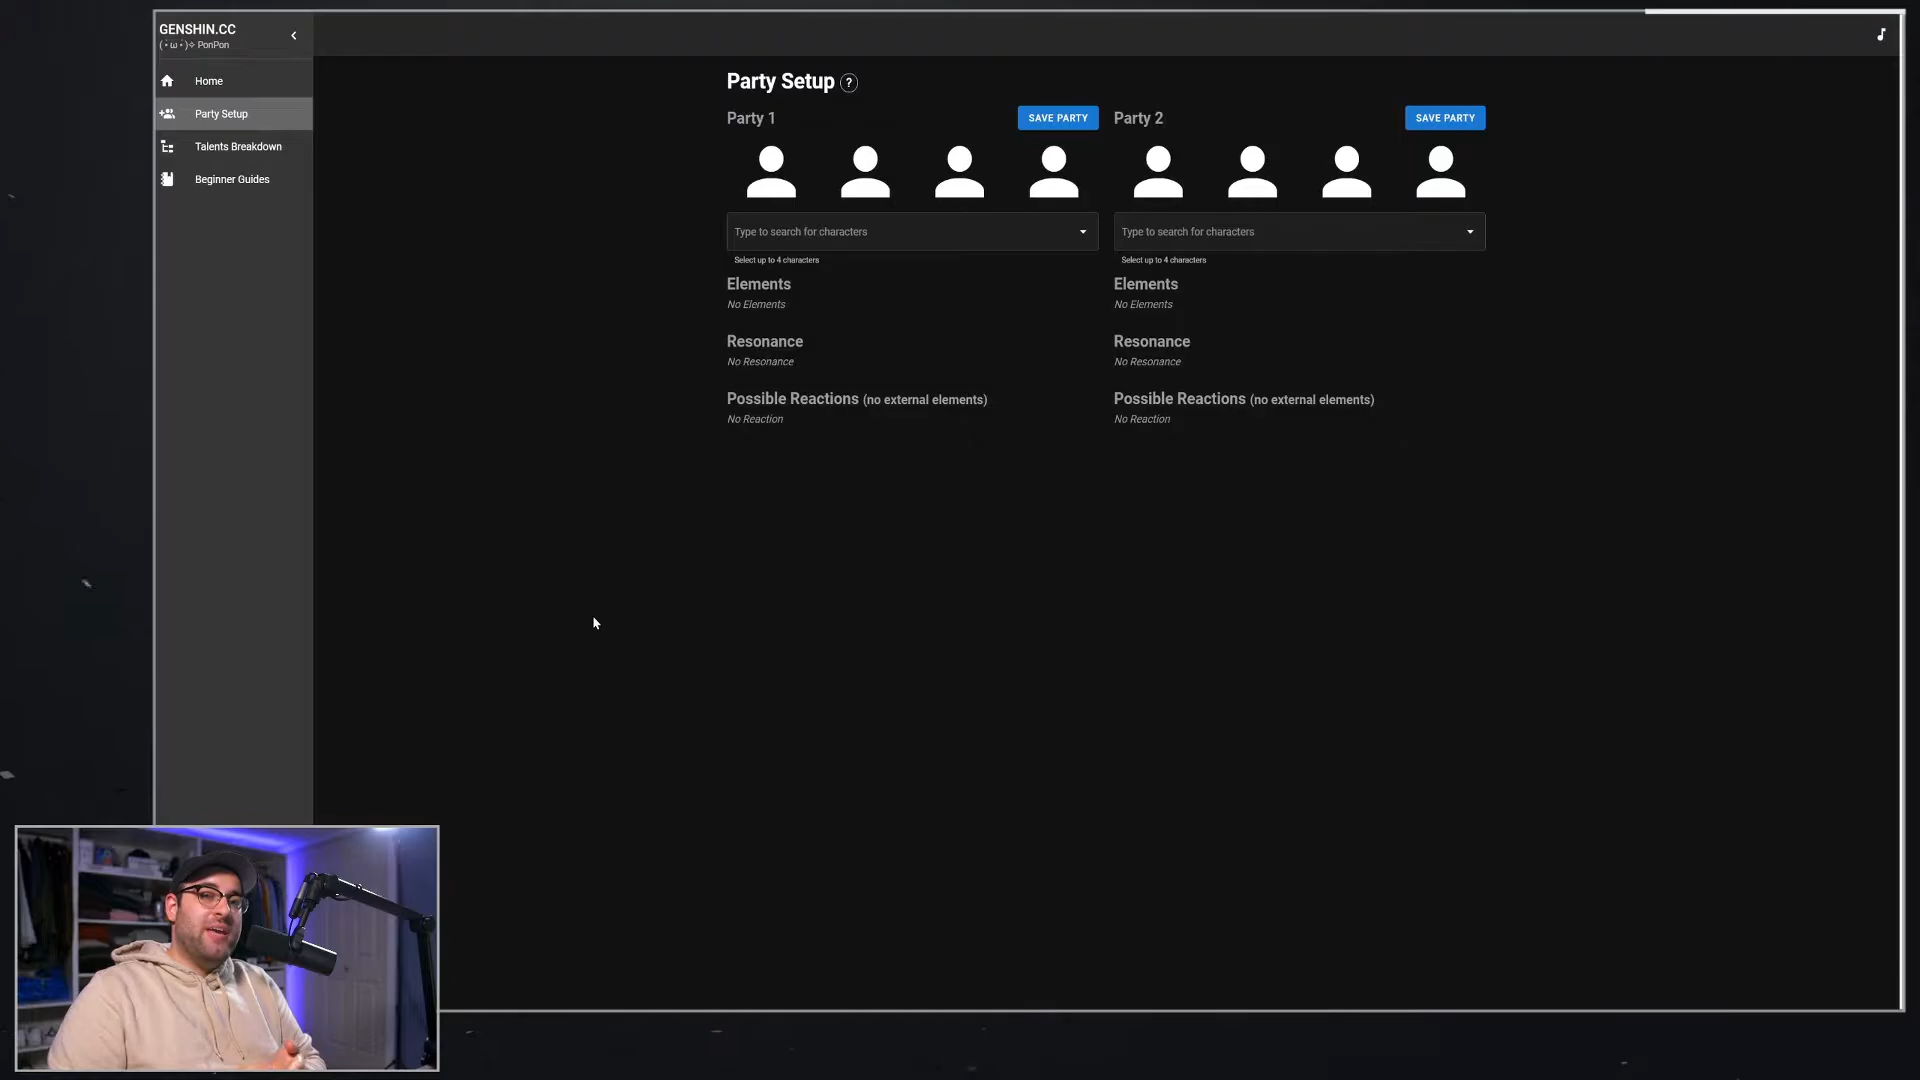 GENSHIN.CC
(･ω･)✧ PonPon
Home
Party Setup
Talents Breakdown
Beginner Guides
Party Setup ?
Party 1
SAVE PARTY
Type to search for characters
Select up to 4 characters
Elements
No Elements
Resonance
No Resonance
Possible Reactions (no external elements)
No Reaction
Party 2
SAVE PARTY
Type to search for characters
Select up to 4 characters
Elements
No Elements
Resonance
No Resonance
Possible Reactions (no external elements)
No Reaction